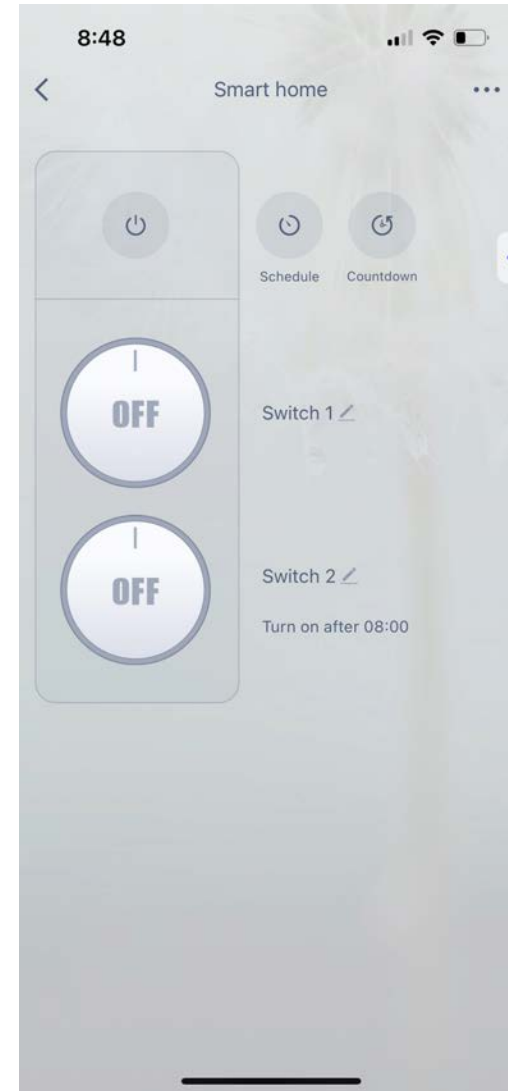 8:48
Smart home
Schedule Countdown
OFF
Switch 1
OFF
Switch 2
Turn on after 08:00